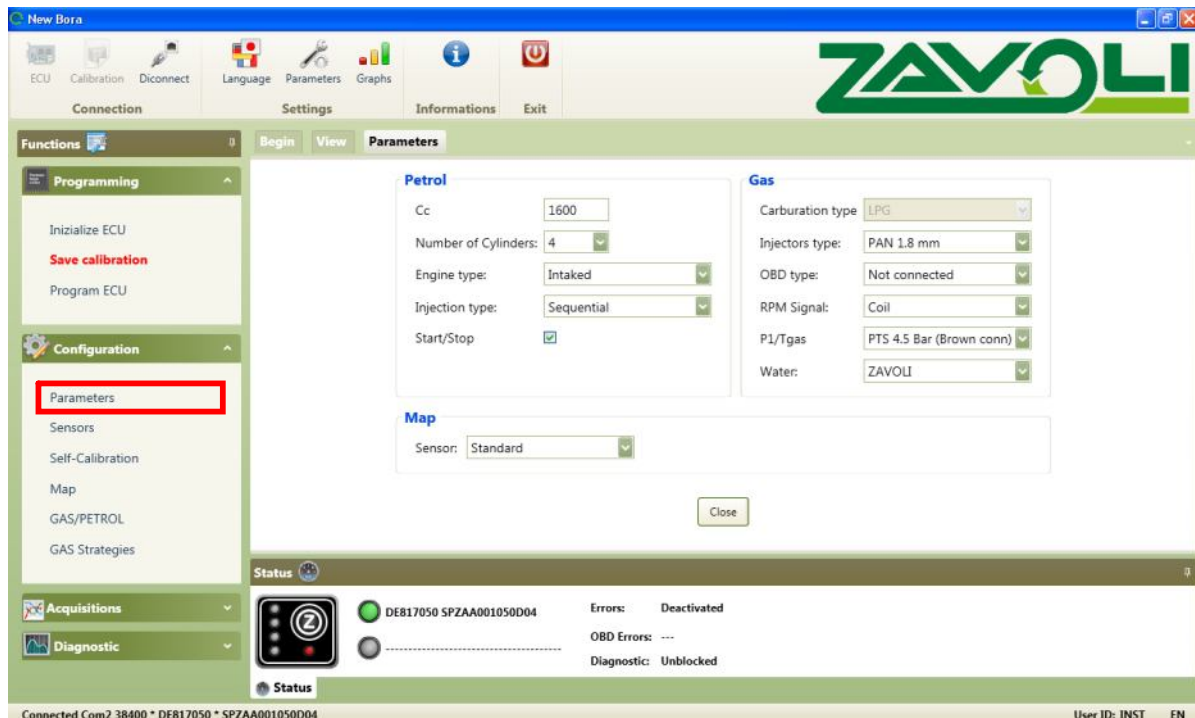 New Bora
ECU Calibration Diconnect Language Parameters Graphs
Connection Settings Informations Exit
ZAVOLI
Functions
Begin View Parameters
Programming
Inizialize ECU
Save calibration
Program ECU
Configuration
Parameters
Sensors
Self-Calibration
Map
GAS/PETROL
GAS Strategies
Acquisitions
Diagnostic
Petrol
Cc 1600
Number of Cylinders: 4
Engine type: Intaked
Injection type: Sequential
Start/Stop
Gas
Carburation type LPG
Injectors type: PAN 1.8 mm
OBD type: Not connected
RPM Signal: Coil
P1/Tgas PTS 4.5 Bar (Brown conn)
Water: ZAVOLI
Map
Sensor: Standard
Close
Status
Z
DE817050 SPZAA001050D04
----------------------------------------
Errors: Deactivated
OBD Errors: ---
Diagnostic: Unblocked
Status
Connected Com2 38400 * DE817050 * SPZAA001050D04 User ID: INST EN